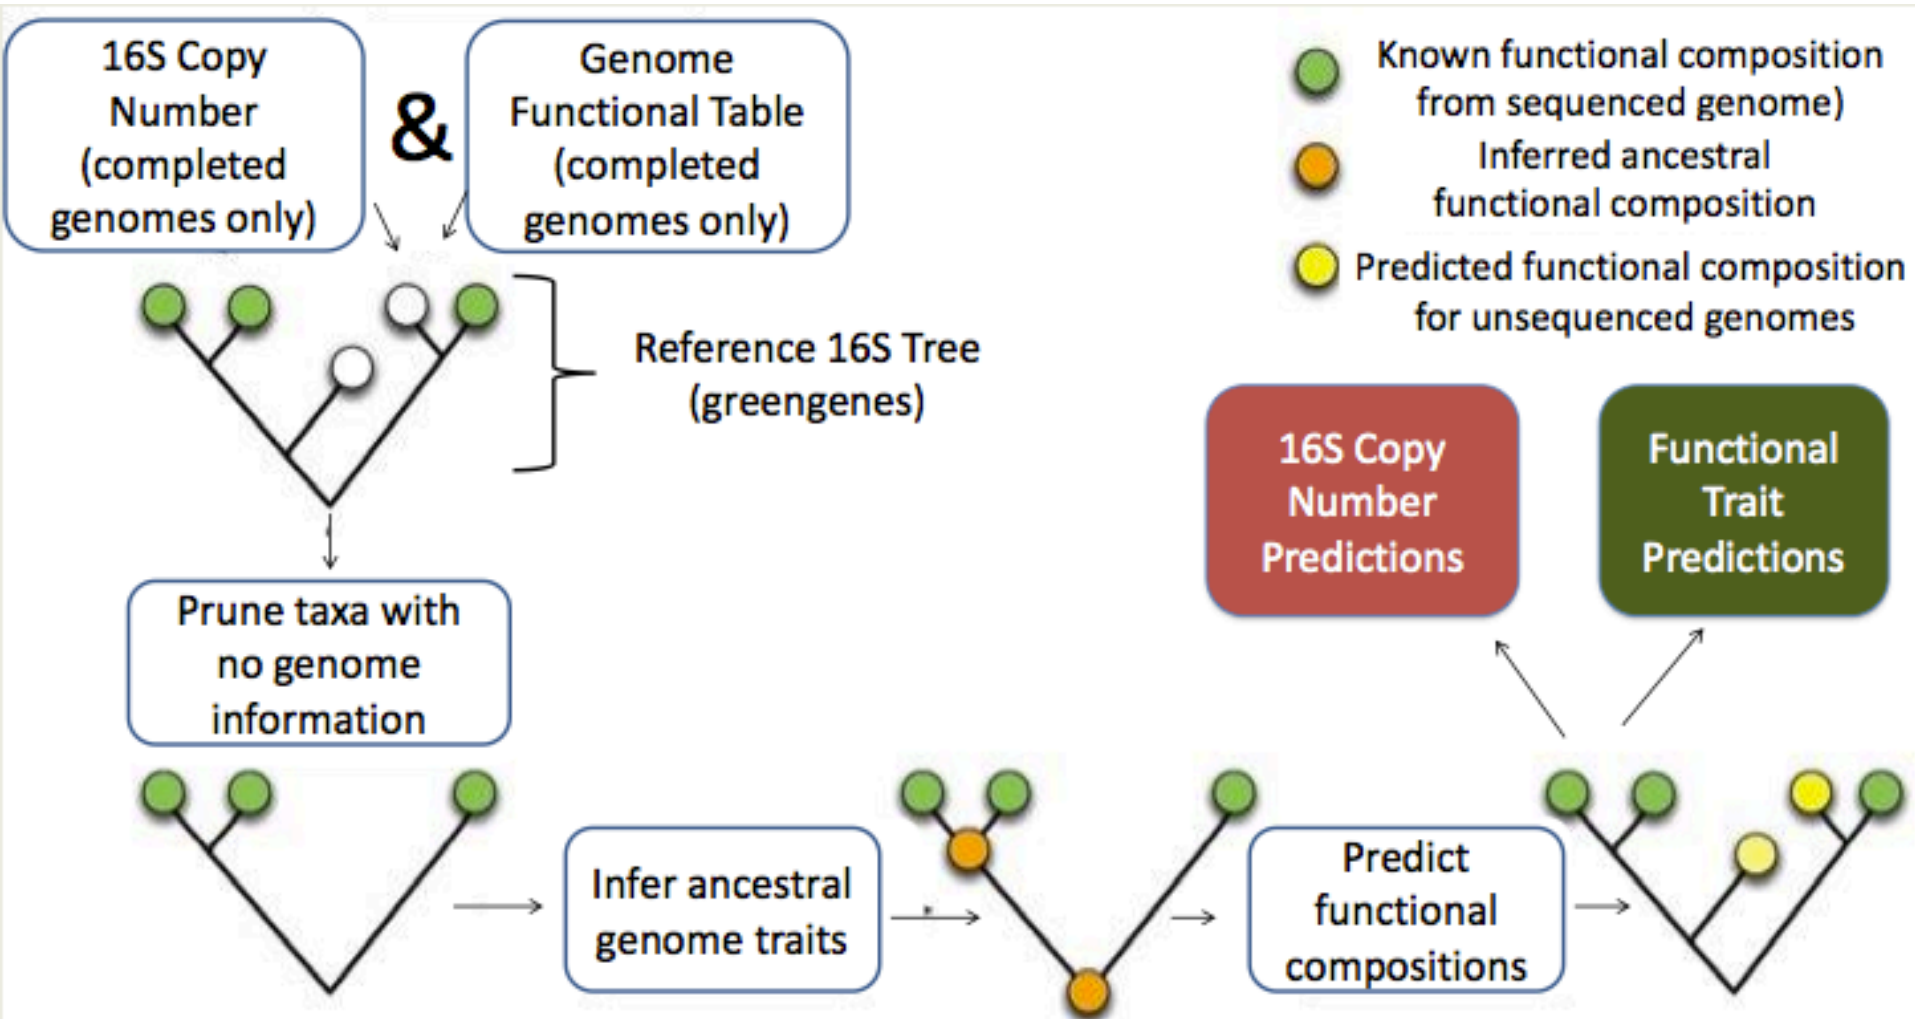 16S Copy
Number
(completed
genomes only)
&
Genome
Functional Table
(completed
genomes only)
Known functional composition
from sequenced genome)
Inferred ancestral
functional composition
Predicted functional composition
for unsequenced genomes
Reference 16S Tree
(greengenes)
16S Copy
Number
Predictions
Functional
Trait
Predictions
Prune taxa with
no genome
information
Infer ancestral
genome traits
Predict
functional
compositions